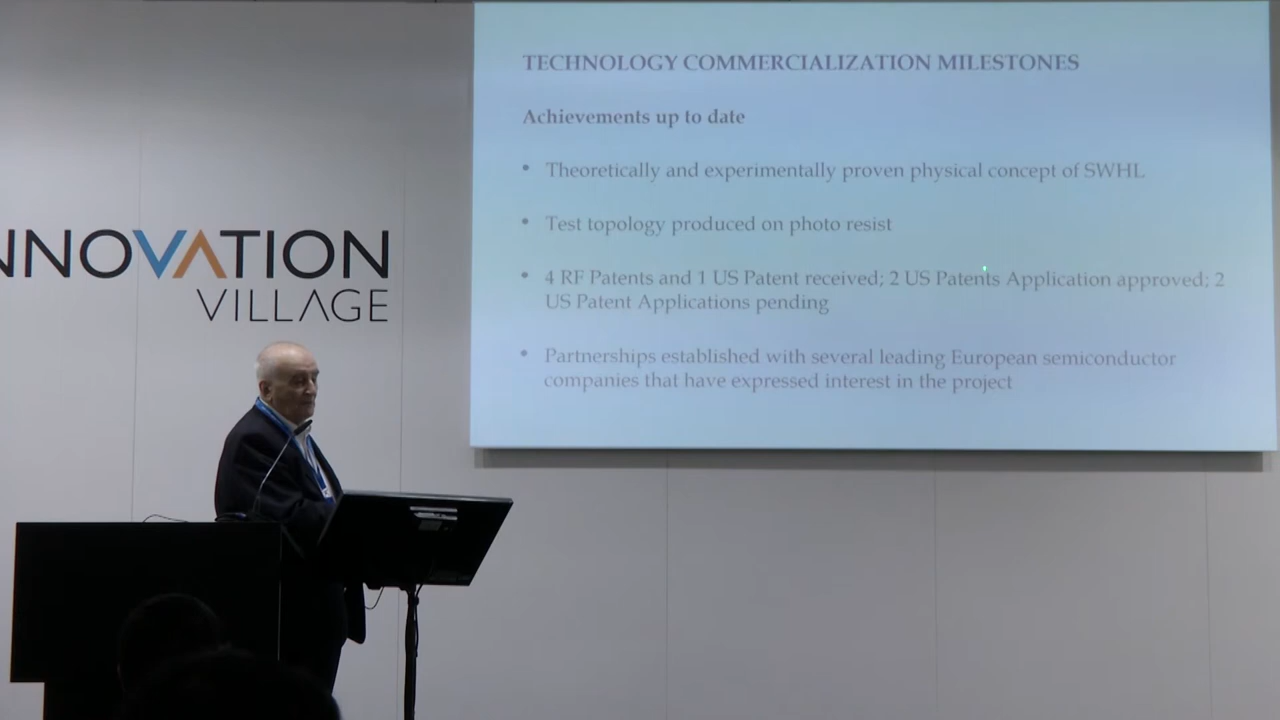 NNOVATION
VILLAGE
TECHNOLOGY COMMERCIALIZATION MILESTONES
Achievements up to date
• Theoretically and experimentally proven physical concept of SWHL
• Test topology produced on photo resist
• 4 RF Patents and 1 US Patent received; 2 US Patents Application approved; 2
US Patent Applications pending
• Partnerships established with several leading European semiconductor
companies that have expressed interest in the project